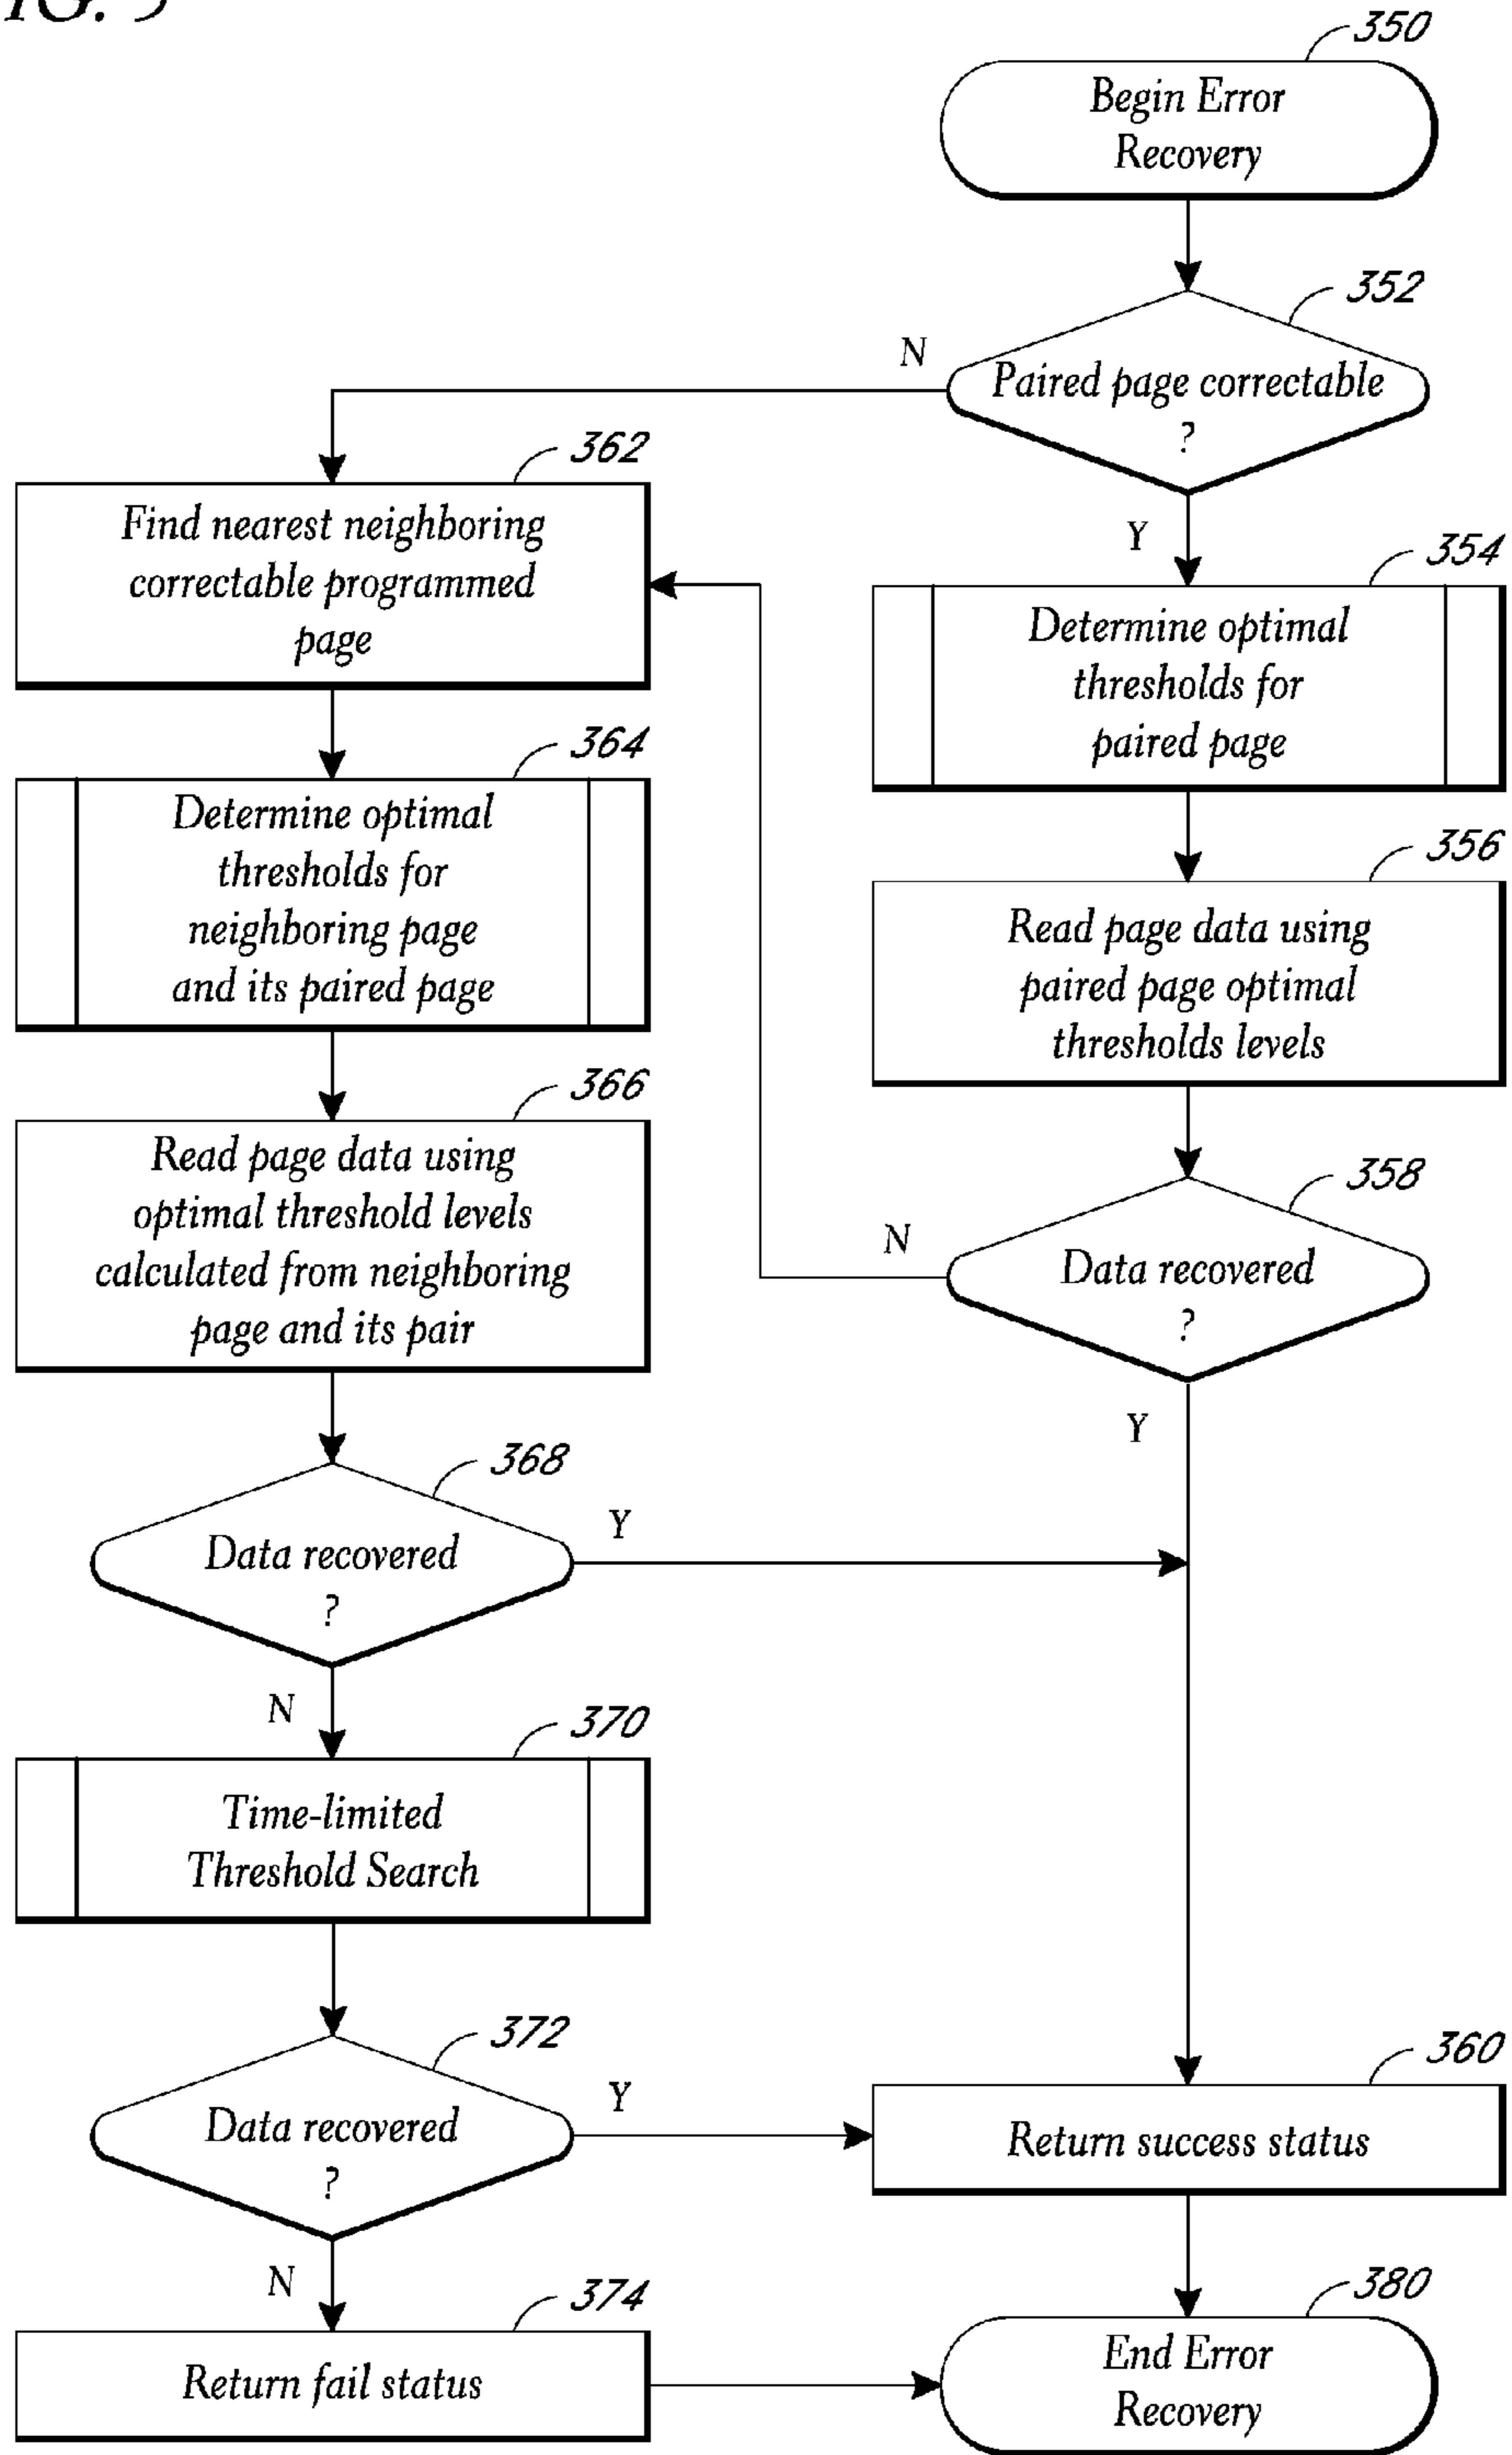 FIG.
350
Begin Error
Recovery
352
N
Paired page correctable
?
Y
354
Determine optimal
thresholds for
paired page
356
Read page data using
paired page optimal
thresholds levels
358
N
Data recovered
?
Y
362
Find nearest neighboring
correctable programmed
page
364
Determine optimal
thresholds for
neighboring page
and its paired page
366
Read page data using
optimal threshold levels
calculated from neighboring
page and its pair
368
Data recovered
?
Y
N
370
Time-limited
Threshold Search
372
Data recovered
?
Y
N
374
Return fail status
360
Return success status
380
End Error
Recovery